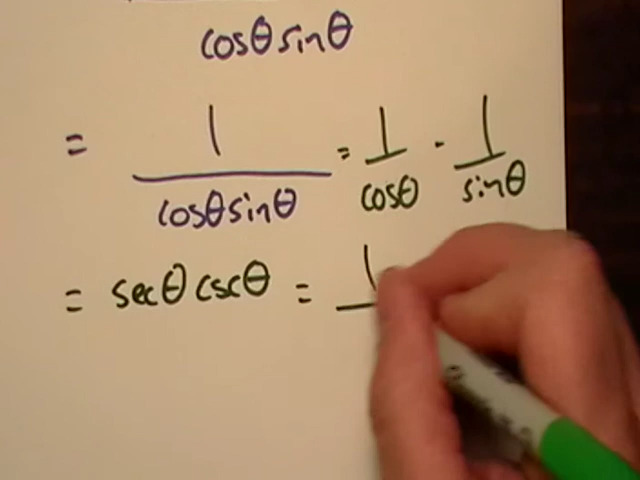 cosθ sinθ
= 1/(cosθ sinθ) = 1/cosθ · 1/sinθ
= secθ cscθ = 1